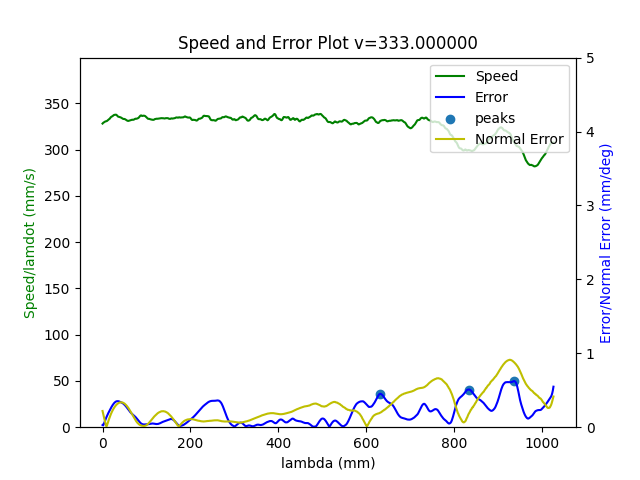 Speed and Error Plot v=333.000000
Speed
Error
peaks
Normal Error
Speed/lamdot (mm/s)
350
300
250
200
150
100
50
0
5
4
3
2
1
0
Error/Normal Error (mm/deg)
0 200 400 600 800 1000
lambda (mm)